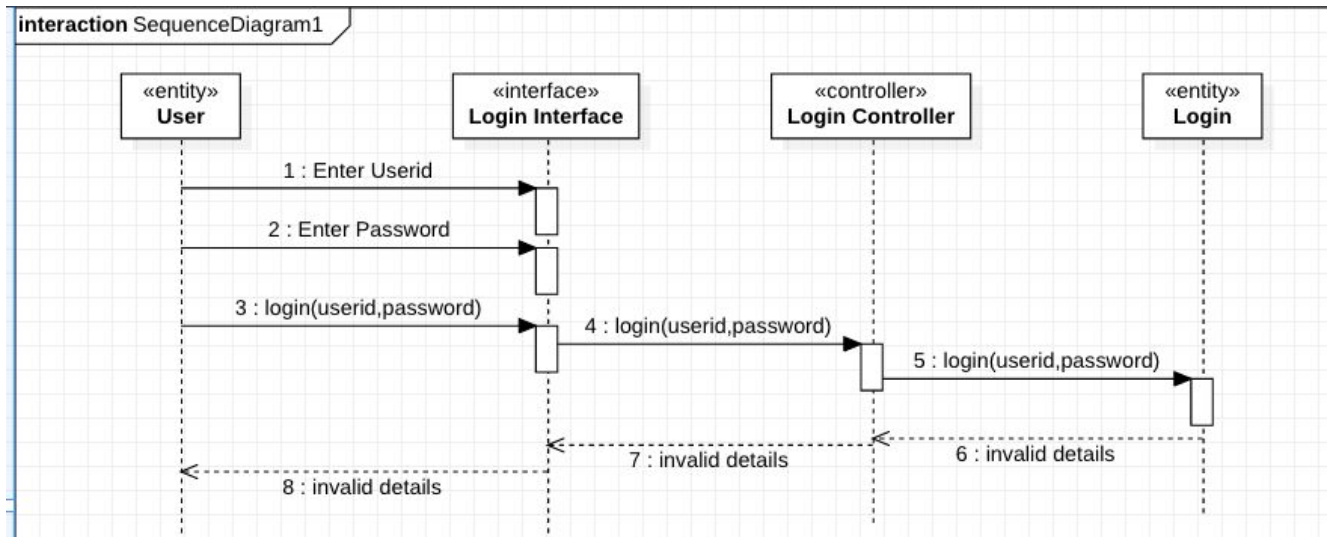 interaction SequenceDiagram1
«entity»
User
«interface»
Login Interface
«controller»
Login Controller
«entity»
Login
1 : Enter Userid
2 : Enter Password
3 : login(userid,password)
4 : login(userid,password)
5 : login(userid,password)
6 : invalid details
7 : invalid details
8 : invalid details